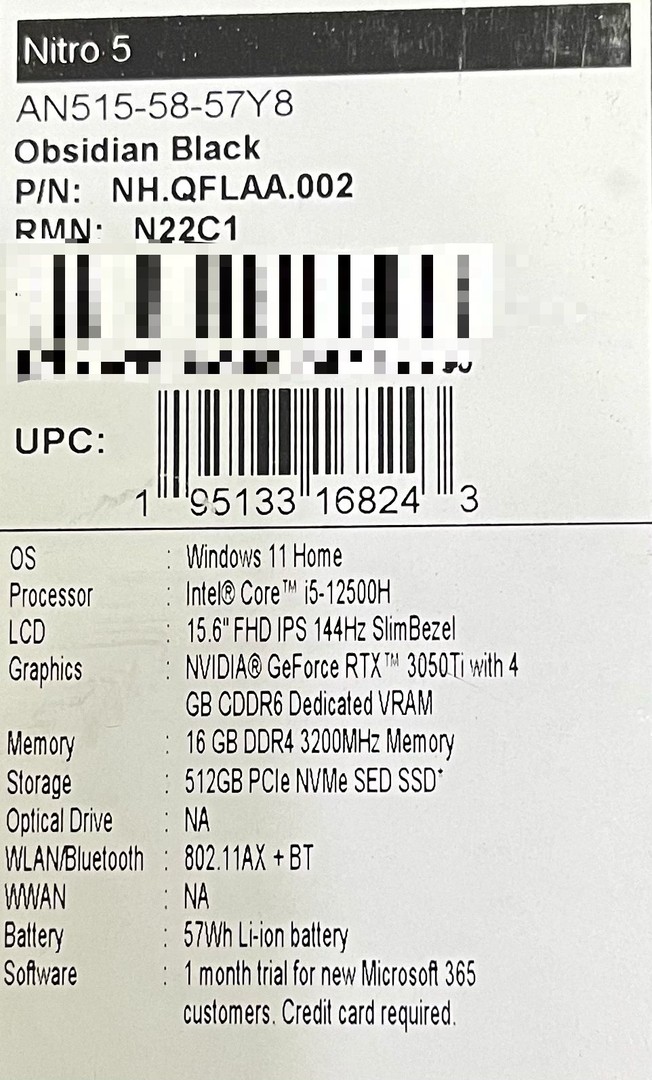 Nitro 5
AN515-58-57Y8
Obsidian Black
P/N: NH.QFLAA.002
RMN: N22C1
UPC:
1 95133 16824 3
OS : Windows 11 Home
Processor : Intel® Core™ i5-12500H
LCD : 15.6" FHD IPS 144Hz SlimBezel
Graphics : NVIDIA® GeForce RTX™ 3050Ti with 4
GB CDDR6 Dedicated VRAM
Memory : 16 GB DDR4 3200MHz Memory
Storage : 512GB PCIe NVMe SED SSD*
Optical Drive : NA
WLAN/Bluetooth : 802.11AX + BT
WWAN : NA
Battery : 57Wh Li-ion battery
Software : 1 month trial for new Microsoft 365
customers. Credit card required.